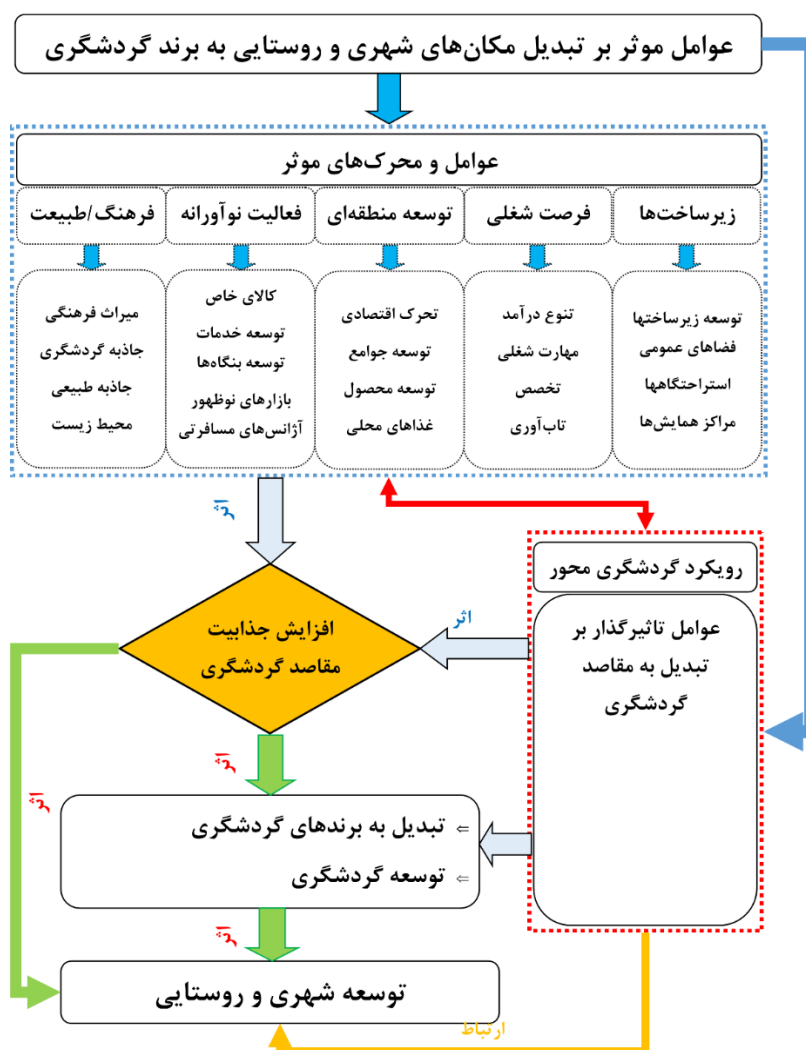 عوامل موثر بر تبدیل مکان‌های شهری و روستایی به برند گردشگری
عوامل و محرک‌های موثر
زیرساخت‌ها
فرصت شغلی
توسعه منطقه‌ای
فعالیت نوآورانه
فرهنگ/طبیعت
توسعه زیرساختها
فضاهای عمومی
استراحتگاهها
مراکز همایش‌ها
تنوع درآمد
مهارت شغلی
تخصص
تاب‌آوری
تحرک اقتصادی
توسعه جوامع
توسعه محصول
غذاهای محلی
کالای خاص
توسعه خدمات
توسعه بنگاه‌ها
بازارهای نوظهور
آژانس‌های مسافرتی
میراث فرهنگی
جاذبه گردشگری
جاذبه طبیعی
محیط زیست
اثر
رویکرد گردشگری محور
عوامل تاثیرگذار بر
تبدیل به مقاصد
گردشگری
اثر
افزایش جذابیت
مقاصد گردشگری
اثر
اثر
⇐ تبدیل به برندهای گردشگری
⇐ توسعه گردشگری
اثر
توسعه شهری و روستایی
ارتباط